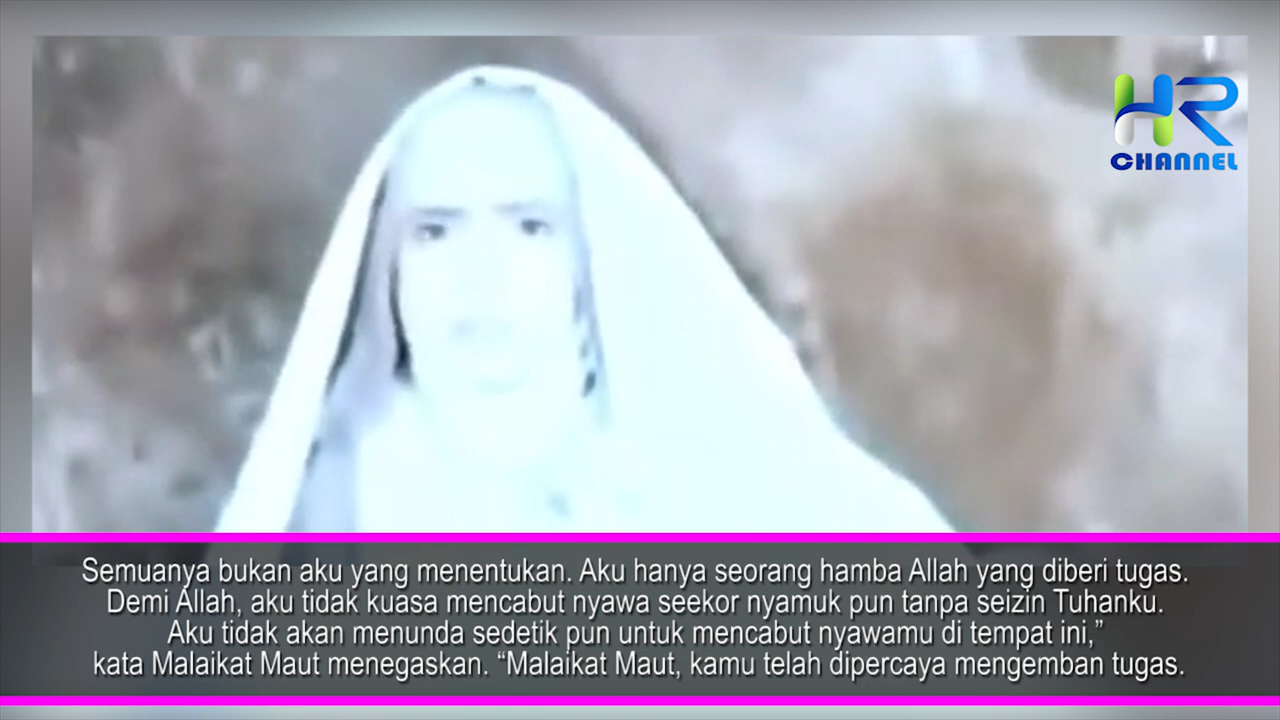 HR
CHANNEL
Semuanya bukan aku yang menentukan. Aku hanya seorang hamba Allah yang diberi tugas.
Demi Allah, aku tidak kuasa mencabut nyawa seekor nyamuk pun tanpa seizin Tuhanku.
Aku tidak akan menunda sedetik pun untuk mencabut nyawamu di tempat ini,”
kata Malaikat Maut menegaskan. “Malaikat Maut, kamu telah dipercaya mengemban tugas.